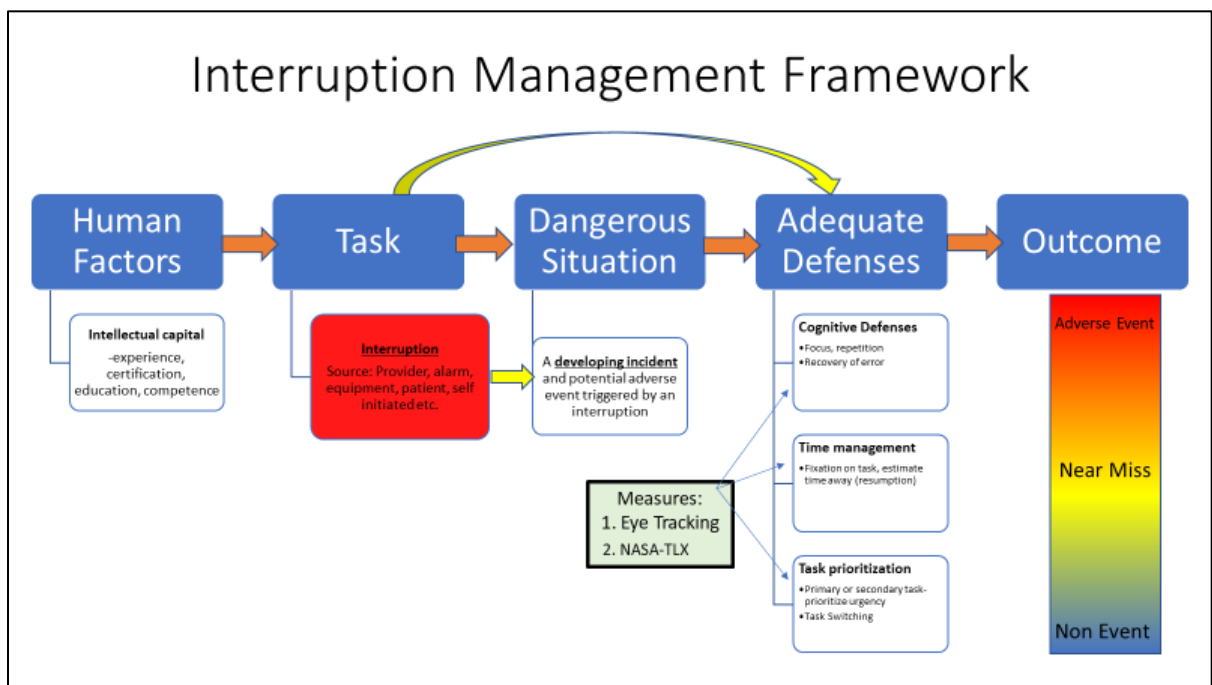 Interruption Management Framework
Human
Factors
Task
Dangerous
Situation
Adequate
Defenses
Outcome
Intellectual capital
-experience,
certification,
education, competence
Interruption
Source: Provider, alarm,
equipment, patient, self
initiated etc.
A developing incident
and potential adverse
event triggered by an
interruption
Measures:
1. Eye Tracking
2. NASA-TLX
Cognitive Defenses
•Focus, repetition
•Recovery of error
Time management
•Fixation on task, estimate
time away (resumption)
Task prioritization
•Primary or secondary task-
prioritize urgency
•Task Switching
Adverse Event
Near Miss
Non Event